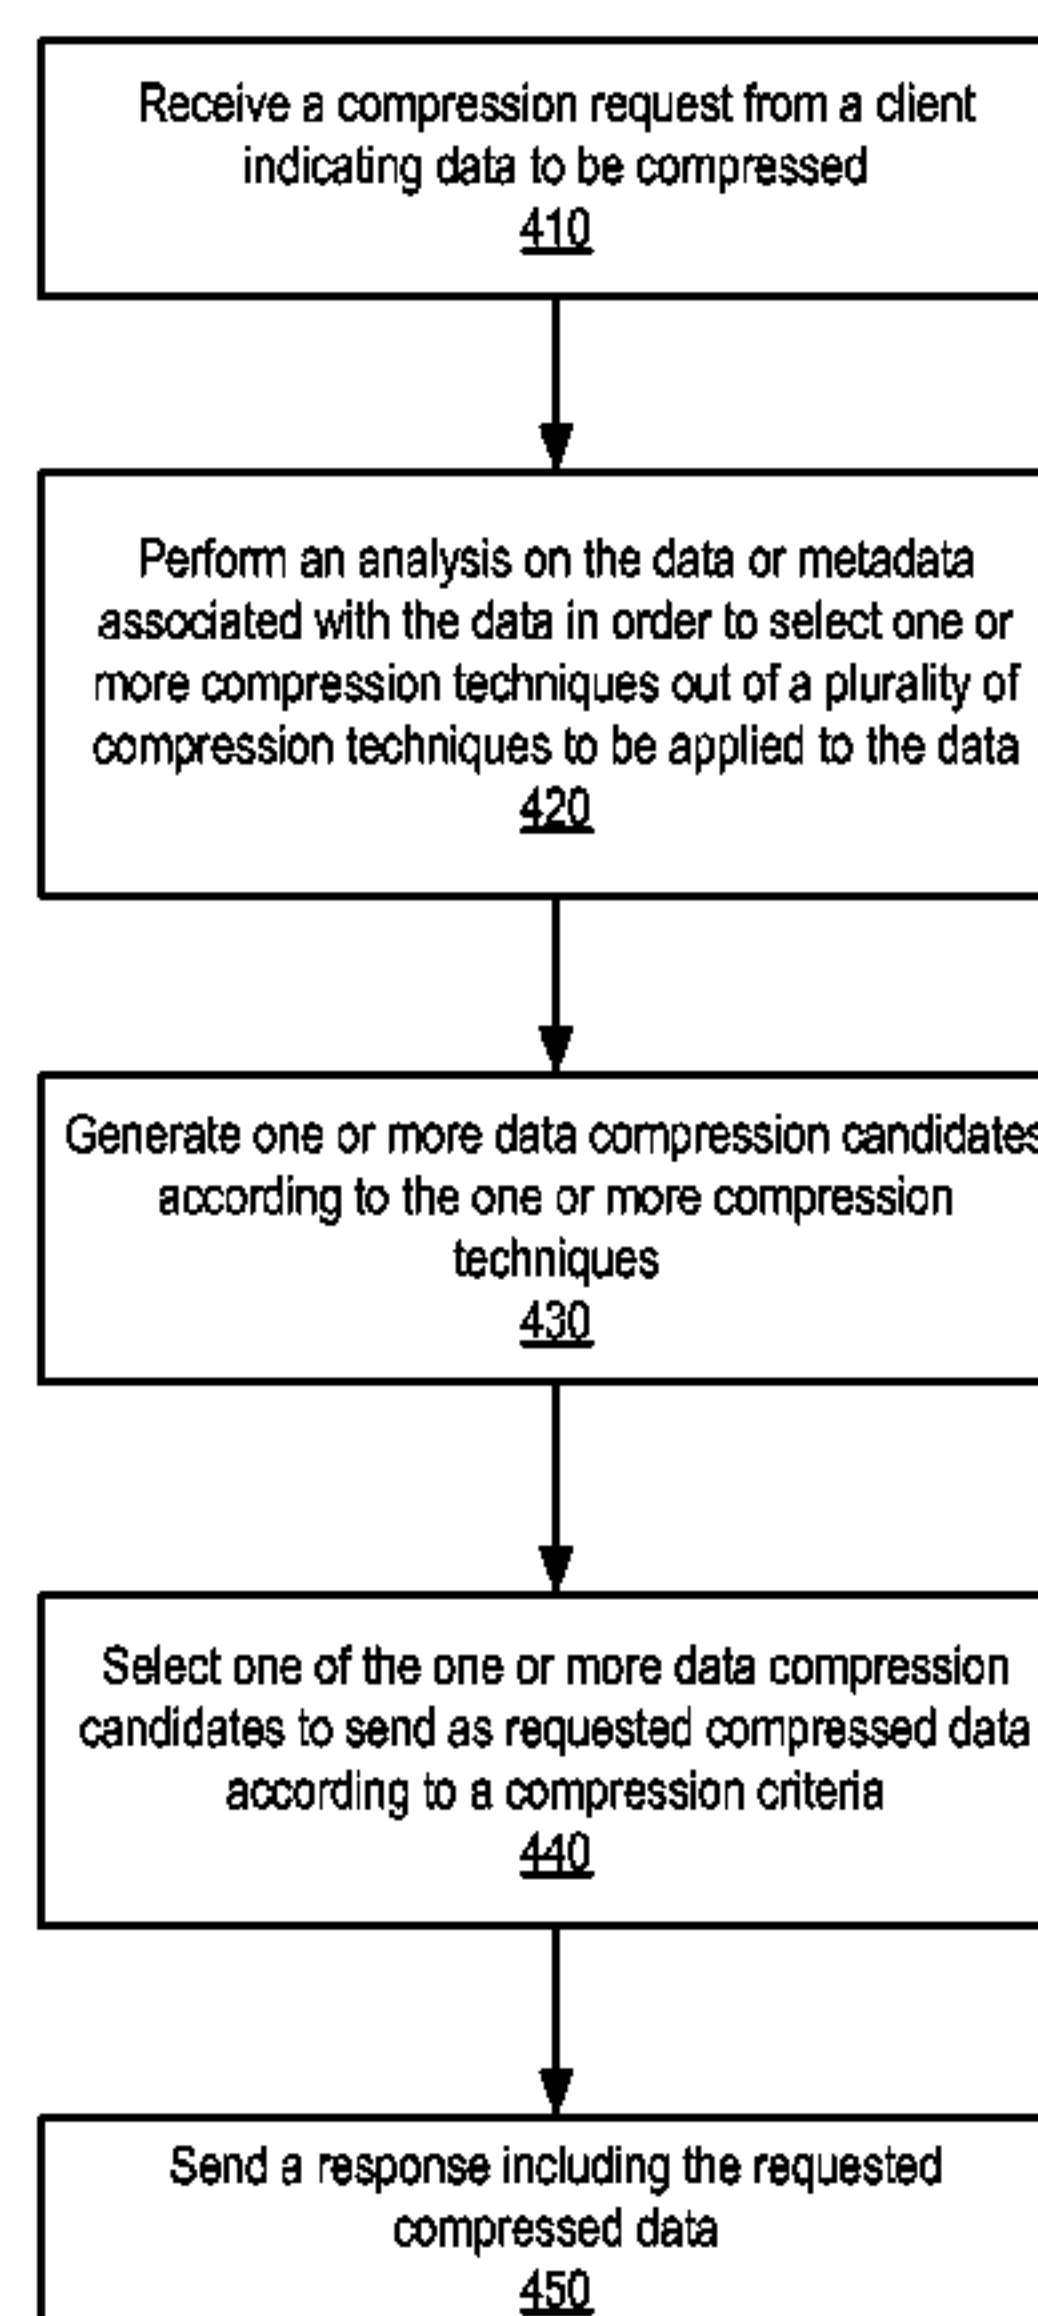 Receive a compression request from a client
indicating data to be compressed
410
Perform an analysis on the data or metadata
associated with the data in order to select one or
more compression techniques out of a plurality of
compression techniques to be applied to the data
420
Generate one or more data compression candidates
according to the one or more compression
techniques
430
Select one of the one or more data compression
candidates to send as requested compressed data
according to a compression criteria
440
Send a response including the requested
compressed data
450